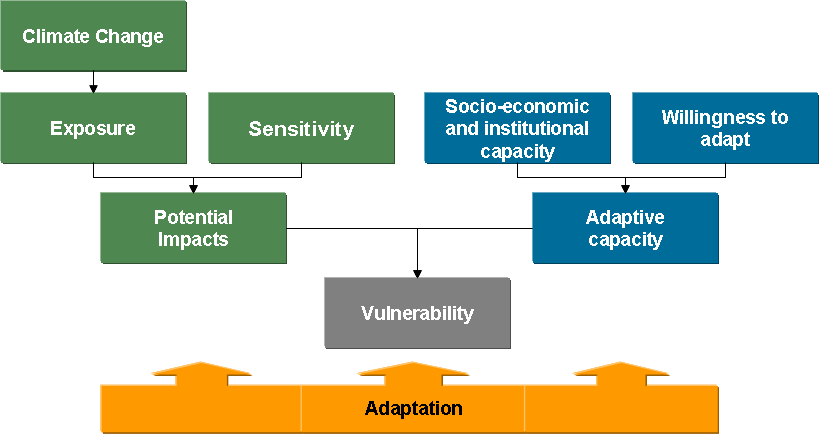 Climate Change
Exposure
Sensitivity
Socio-economic
and institutional
capacity
Willingness to
adapt
Potential
Impacts
Adaptive
capacity
Vulnerability
Adaptation